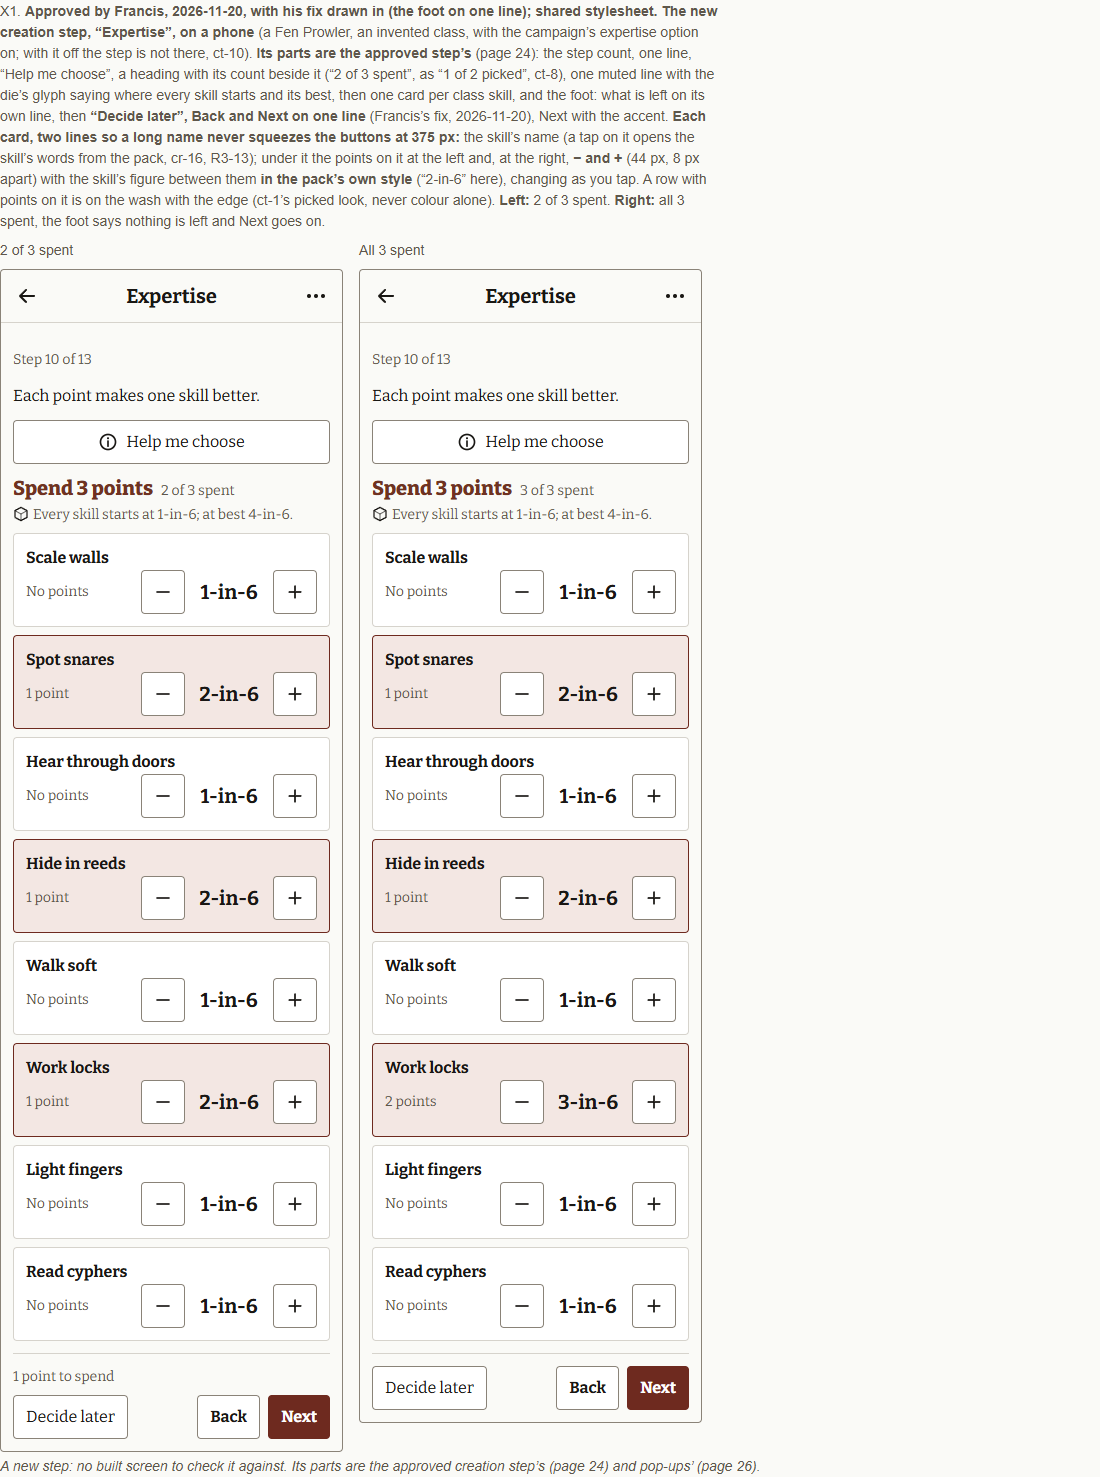 X1. Approved by Francis, 2026-11-20, with his fix drawn in (the foot on one line); shared stylesheet. The new
creation step, “Expertise”, on a phone (a Fen Prowler, an invented class, with the campaign’s expertise option
on; with it off the step is not there, ct-10). Its parts are the approved step’s (page 24): the step count, one line,
“Help me choose”, a heading with its count beside it (“2 of 3 spent”, as “1 of 2 picked”, ct-8), one muted line with the
die’s glyph saying where every skill starts and its best, then one card per class skill, and the foot: what is left on its
own line, then “Decide later”, Back and Next on one line (Francis’s fix, 2026-11-20), Next with the accent. Each
card, two lines so a long name never squeezes the buttons at 375 px: the skill’s name (a tap on it opens the
skill’s words from the pack, cr-16, R3-13); under it the points on it at the left and, at the right, − and + (44 px, 8 px
apart) with the skill’s figure between them in the pack’s own style (“2-in-6” here), changing as you tap. A row with
points on it is on the wash with the edge (ct-1’s picked look, never colour alone). Left: 2 of 3 spent. Right: all 3
spent, the foot says nothing is left and Next goes on.
2 of 3 spent
Expertise
Step 10 of 13
Each point makes one skill better.
Help me choose
Spend 3 points 2 of 3 spent
Every skill starts at 1-in-6; at best 4-in-6.
Scale walls
No points − 1-in-6 +
Spot snares
1 point − 2-in-6 +
Hear through doors
No points − 1-in-6 +
Hide in reeds
1 point − 2-in-6 +
Walk soft
No points − 1-in-6 +
Work locks
1 point − 2-in-6 +
Light fingers
No points − 1-in-6 +
Read cyphers
No points − 1-in-6 +
1 point to spend
Decide later Back Next
All 3 spent
Expertise
Step 10 of 13
Each point makes one skill better.
Help me choose
Spend 3 points 3 of 3 spent
Every skill starts at 1-in-6; at best 4-in-6.
Scale walls
No points − 1-in-6 +
Spot snares
1 point − 2-in-6 +
Hear through doors
No points − 1-in-6 +
Hide in reeds
1 point − 2-in-6 +
Walk soft
No points − 1-in-6 +
Work locks
2 points − 3-in-6 +
Light fingers
No points − 1-in-6 +
Read cyphers
No points − 1-in-6 +
Decide later Back Next
A new step: no built screen to check it against. Its parts are the approved creation step’s (page 24) and pop-ups’ (page 26).